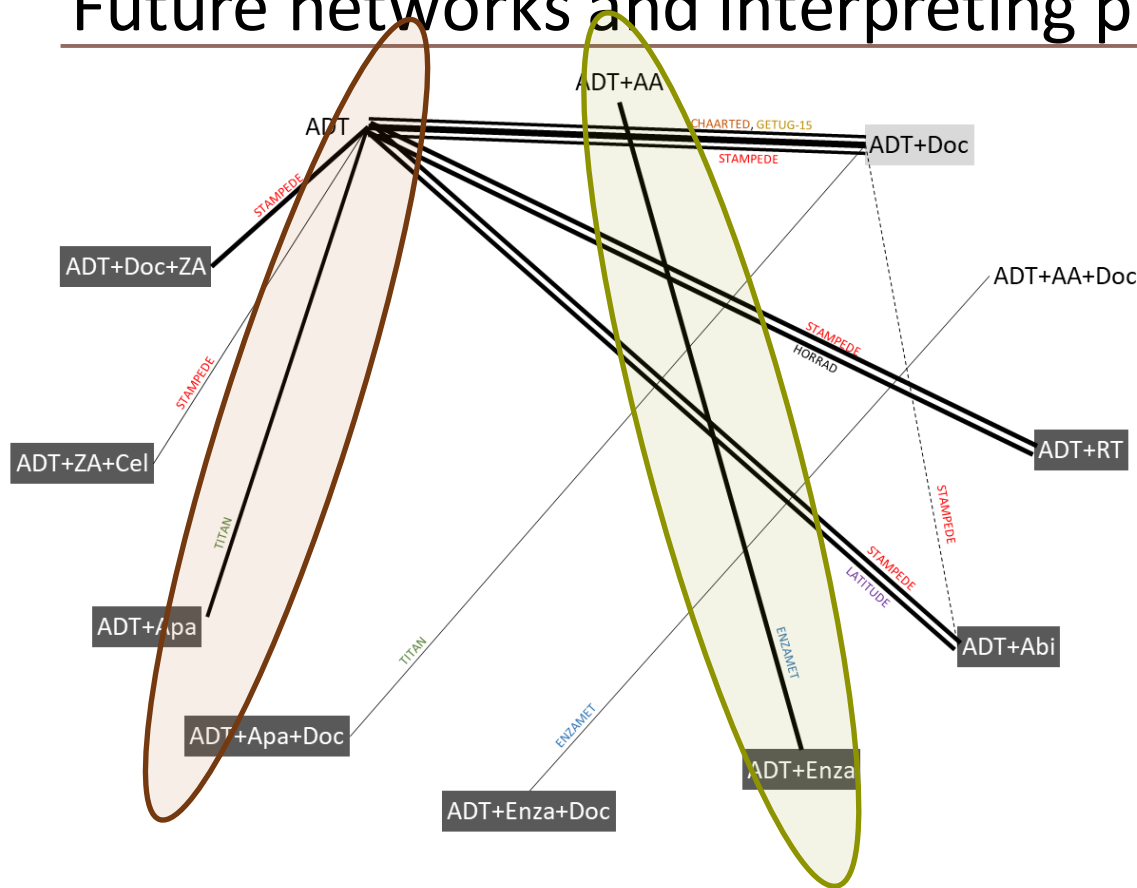 Future networks and interpreting p
ADT+AA
ADT
CHAARTED, GETUG-15
STAMPEDE
ADT+Doc
STAMPEDE
ADT+Doc+ZA
ADT+AA+Doc
STAMPEDE
HORRAD
STAMPEDE
ADT+RT
ADT+ZA+Cel
STAMPEDE
TITAN
STAMPEDE
LATITUDE
ADT+Apa
TITAN
ENZAMET
ADT+Abi
ENZAMET
ADT+Apa+Doc
ADT+Enza
ADT+Enza+Doc